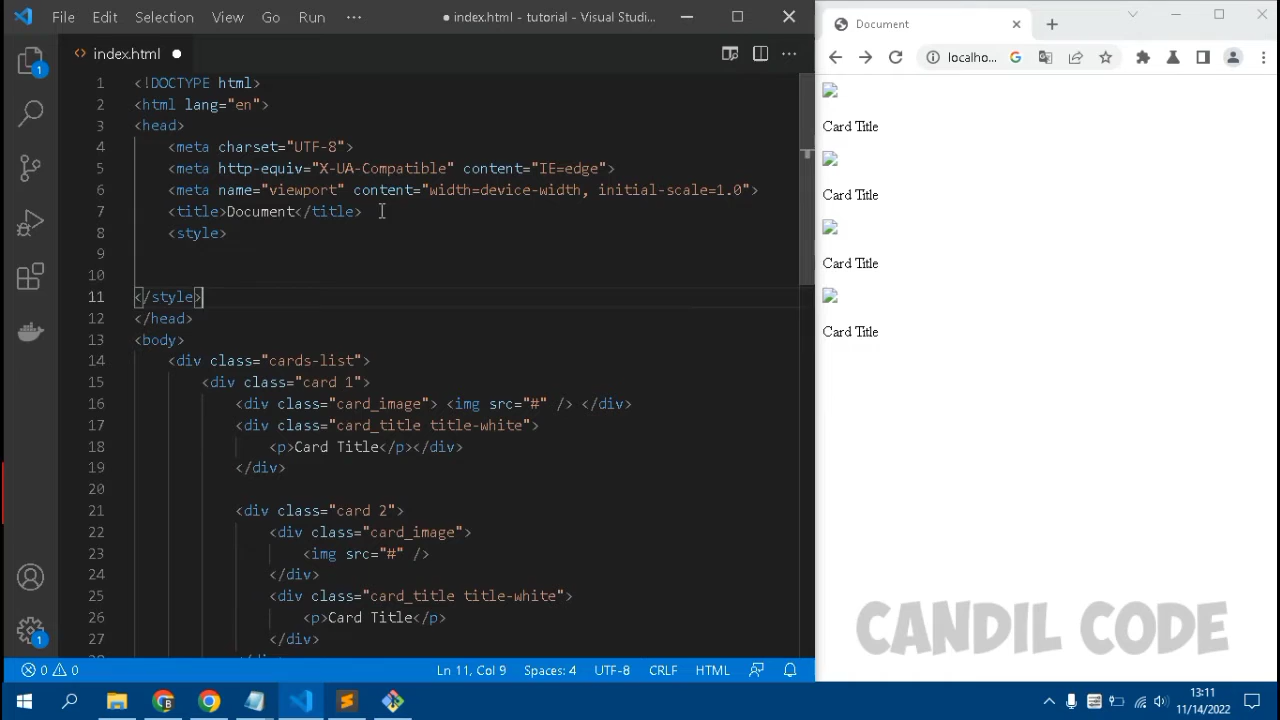 File Edit Selection View Go Run ··· ● index.html - tutorial - Visual Studi...
Document
index.html
localho...
1 <!DOCTYPE html>
2 <html lang="en">
3 <head>
4 <meta charset="UTF-8">
5 <meta http-equiv="X-UA-Compatible" content="IE=edge">
6 <meta name="viewport" content="width=device-width, initial-scale=1.0">
7 <title>Document</title>
8 <style>
9
10
11 </style>
12 </head>
13 <body>
14 <div class="cards-list">
15 <div class="card 1">
16 <div class="card_image"> <img src="#" /> </div>
17 <div class="card_title title-white">
18 <p>Card Title</p></div>
19 </div>
20
21 <div class="card 2">
22 <div class="card_image">
23 <img src="#" />
24 </div>
25 <div class="card_title title-white">
26 <p>Card Title</p>
27 </div>
1
1
Card Title
Card Title
Card Title
Card Title
CANDIL CODE
0 0 Ln 11, Col 9 Spaces: 4 UTF-8 CRLF HTML
13:11
11/14/2022